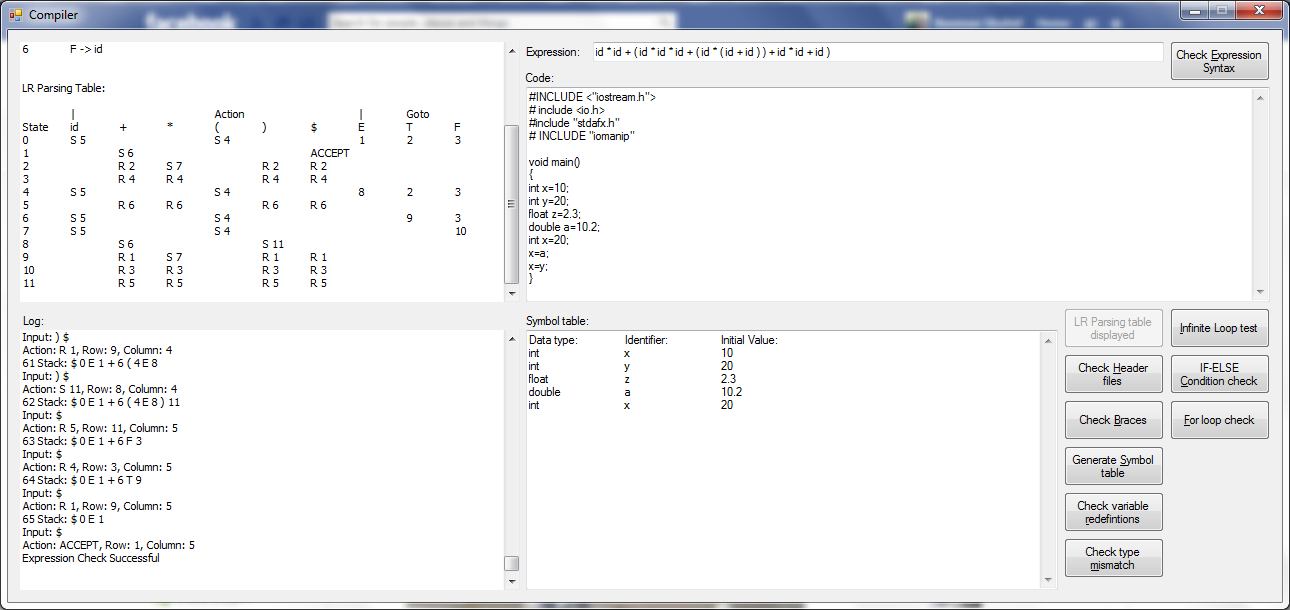 Compiler
facebook
6 F -> id
LR Parsing Table:
| Action | Goto
State id + * ( ) $ E T F
0 S 5 S 4 1 2 3
1 S 6 ACCEPT
2 R 2 S 7 R 2 R 2
3 R 4 R 4 R 4 R 4
4 S 5 S 4 8 2 3
5 R 6 R 6 R 6 R 6
6 S 5 S 4 9 3
7 S 5 S 4 10
8 S 6 S 11
9 R 1 S 7 R 1 R 1
10 R 3 R 3 R 3 R 3
11 R 5 R 5 R 5 R 5
Expression: id * id + ( id * id * id + ( id * ( id + id ) ) + id * id + id )
Check Expression
Syntax
Code:
#INCLUDE <"iostream.h">
# include <io.h>
#include "stdafx.h"
# INCLUDE "iomanip"
void main()
{
int x=10;
int y=20;
float z=2.3;
double a=10.2;
int x=20;
x=a;
x=y;
}
Log:
Input: ) $
Action: R 1, Row: 9, Column: 4
61 Stack: $ 0 E 1 + 6 ( 4 E 8
Input: ) $
Action: S 11, Row: 8, Column: 4
62 Stack: $ 0 E 1 + 6 ( 4 E 8 ) 11
Input: $
Action: R 5, Row: 11, Column: 5
63 Stack: $ 0 E 1 + 6 F 3
Input: $
Action: R 4, Row: 3, Column: 5
64 Stack: $ 0 E 1 + 6 T 9
Input: $
Action: R 1, Row: 9, Column: 5
65 Stack: $ 0 E 1
Input: $
Action: ACCEPT, Row: 1, Column: 5
Expression Check Successful
Symbol table:
Data type: Identifier: Initial Value:
int x 10
int y 20
float z 2.3
double a 10.2
int x 20
LR Parsing table
displayed
Infinite Loop test
Check Header
files
IF-ELSE
Condition check
Check Braces
For loop check
Generate Symbol
table
Check variable
redefintions
Check type
mismatch